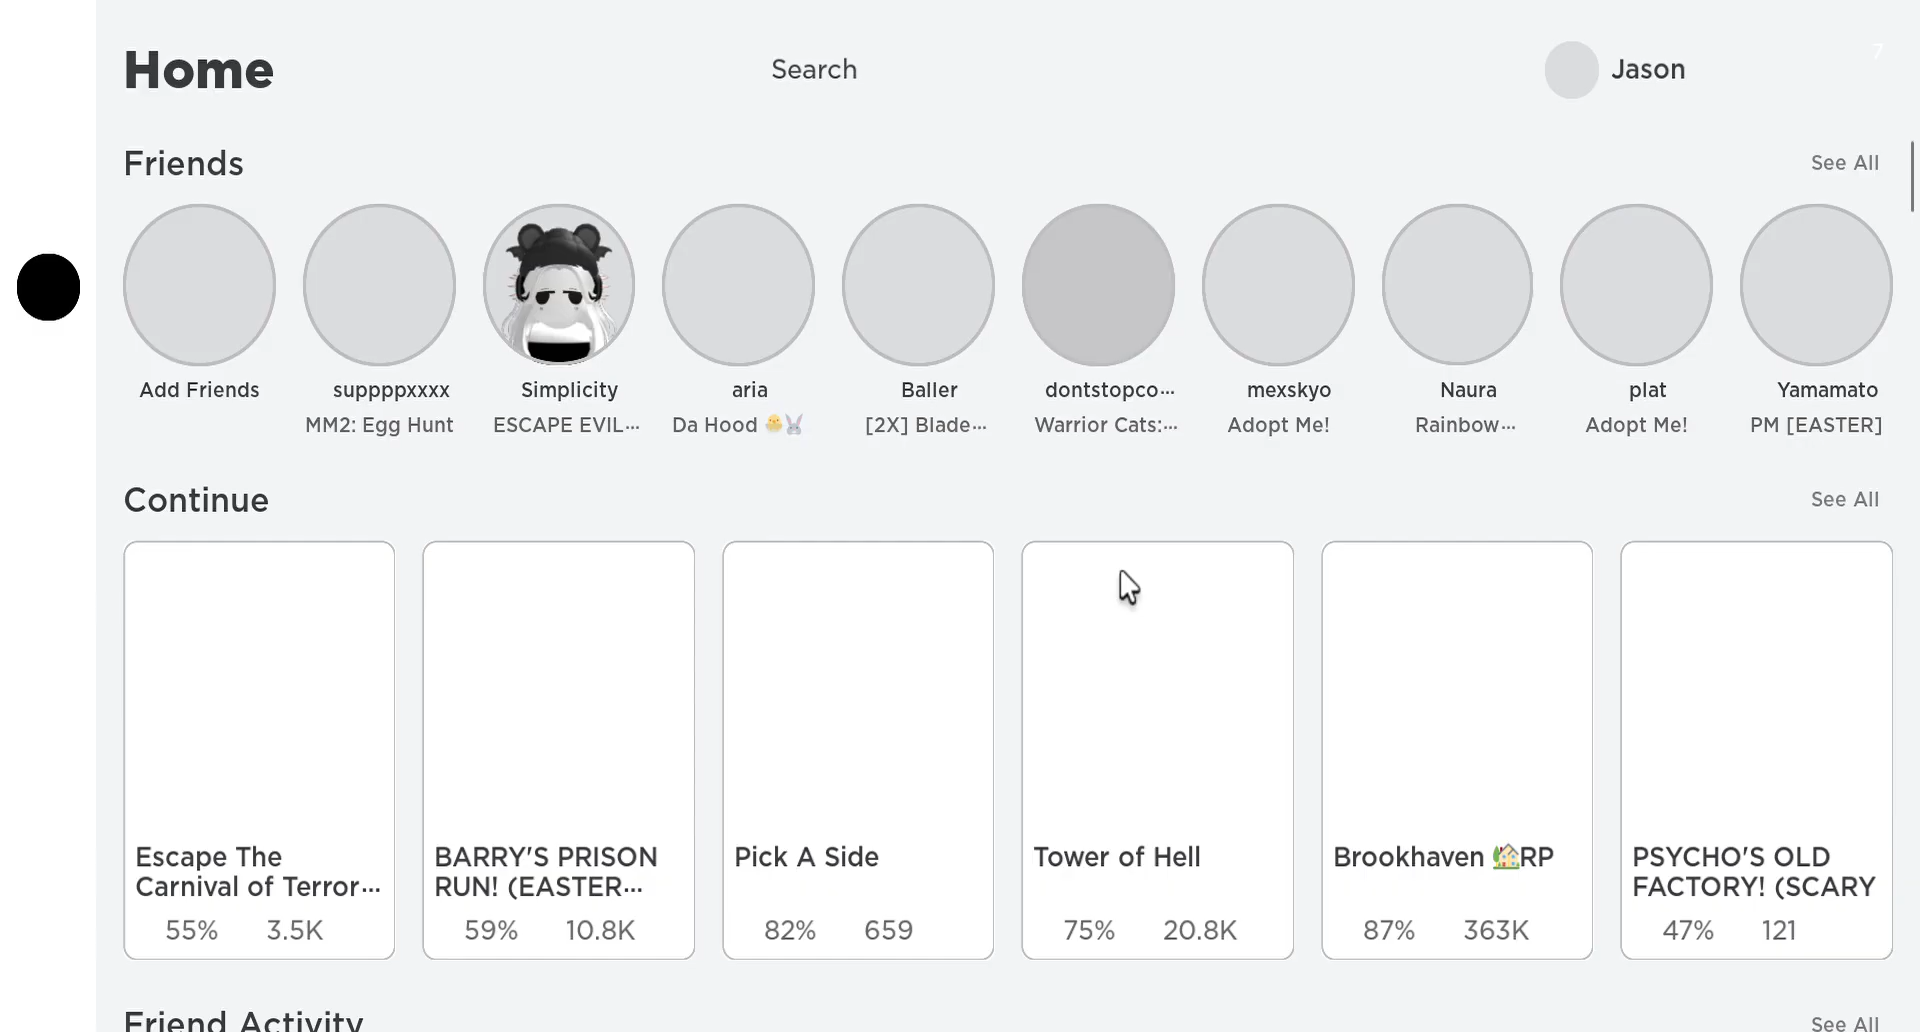 Home
Search
Jason
7
Friends
See All
Add Friends
suppppxxxx
MM2: Egg Hunt
Simplicity
ESCAPE EVIL...
aria
Da Hood 🐣🐰
Baller
[2X] Blade...
dontstopco...
Warrior Cats:...
mexskyo
Adopt Me!
Naura
Rainbow...
plat
Adopt Me!
Yamamato
PM [EASTER]
Continue
See All
Escape The
Carnival of Terror...
55% 3.5K
BARRY'S PRISON
RUN! (EASTER...
59% 10.8K
Pick A Side
82% 659
Tower of Hell
75% 20.8K
Brookhaven 🏡RP
87% 363K
PSYCHO'S OLD
FACTORY! (SCARY
47% 121
Friend Activity
See All